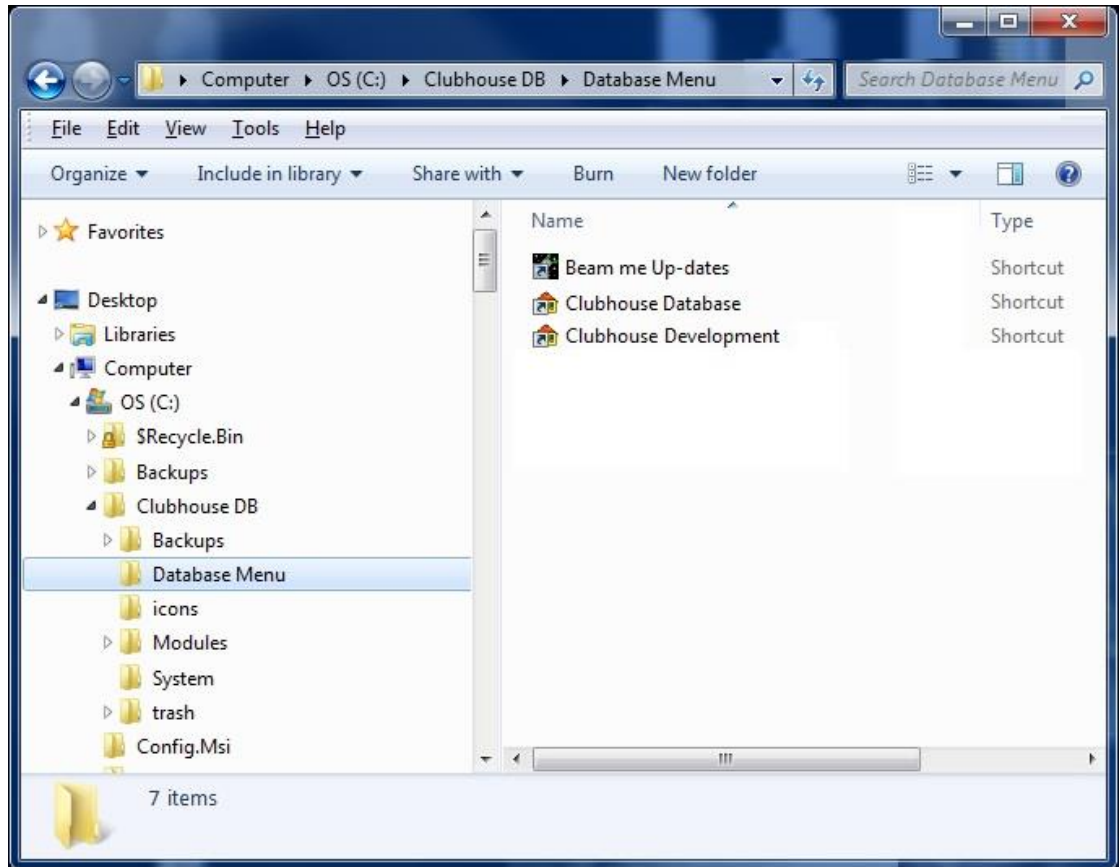 Computer ▸ OS (C:) ▸ Clubhouse DB ▸ Database Menu
Search Database Menu
File Edit View Tools Help
Organize Include in library Share with Burn New folder
Favorites
Desktop
Libraries
Computer
OS (C:)
$Recycle.Bin
Backups
Clubhouse DB
Backups
Database Menu
icons
Modules
System
trash
Config.Msi
Name Type
Beam me Up-dates Shortcut
Clubhouse Database Shortcut
Clubhouse Development Shortcut
7 items